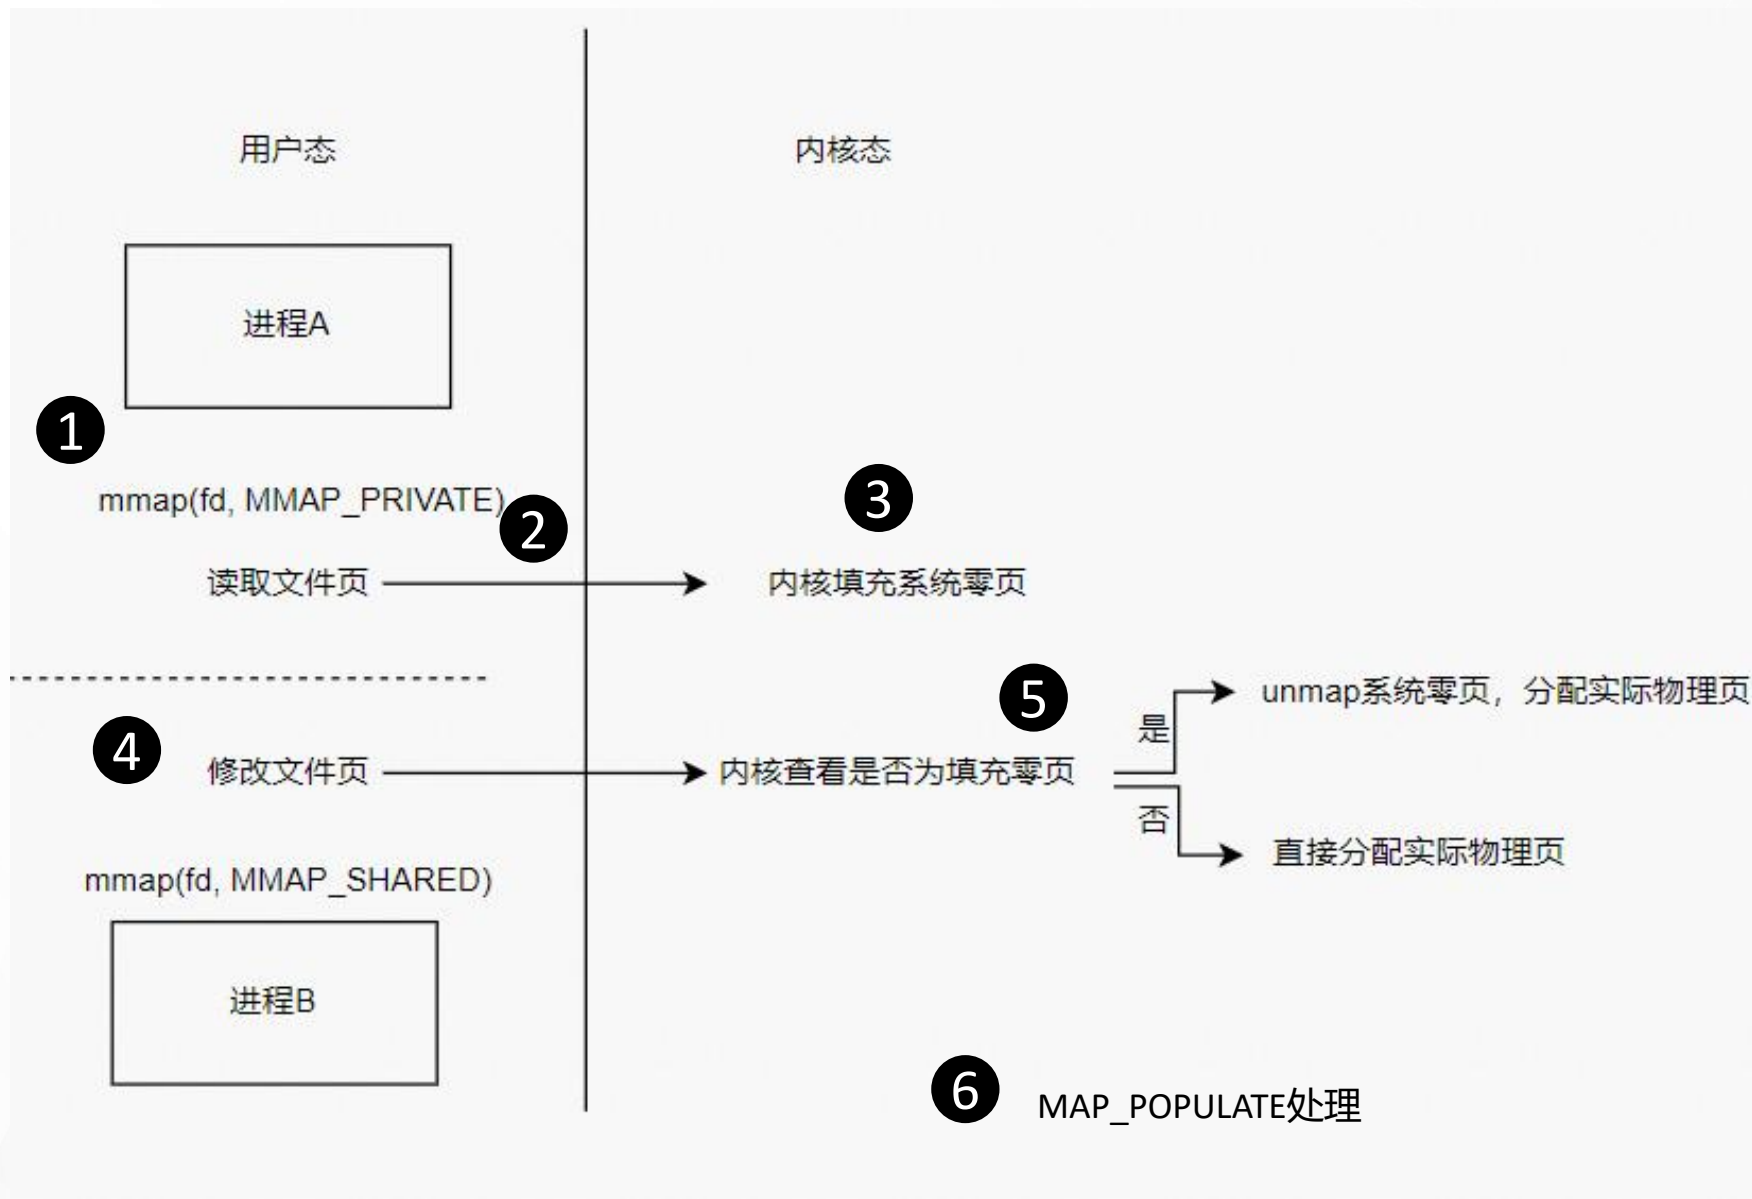 用户态
内核态
进程A
1
mmap(fd, MMAP_PRIVATE)
2
3
读取文件页
内核填充系统零页
4
修改文件页
5
内核查看是否为填充零页
是
unmap系统零页，分配实际物理页
否
直接分配实际物理页
mmap(fd, MMAP_SHARED)
进程B
6
MAP_POPULATE处理